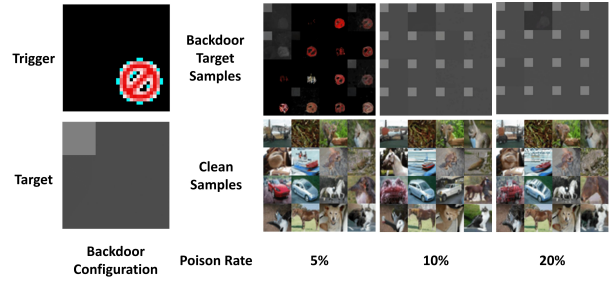 Trigger
Backdoor
Target
Samples
Target
Clean
Samples
Backdoor
Configuration
Poison Rate
5%
10%
20%